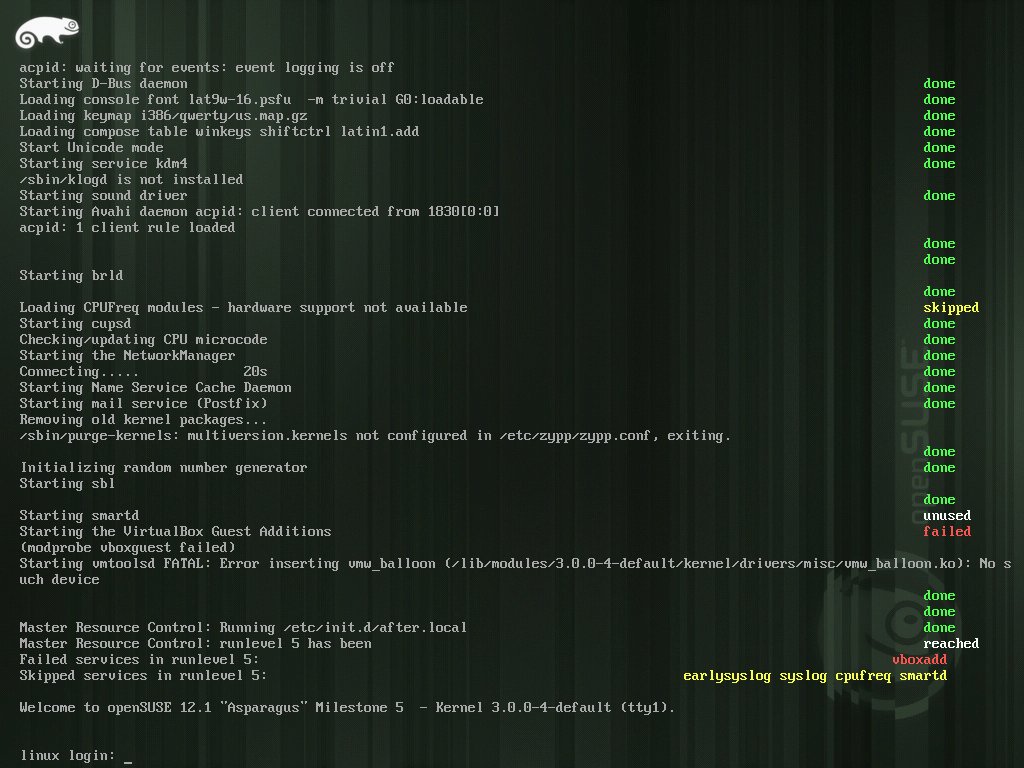 acpid: waiting for events: event logging is off
Starting D-Bus daemon done
Loading console font lat9w-16.psfu  -m trivial G0:loadable done
Loading keymap i386/qwerty/us.map.gz done
Loading compose table winkeys shiftctrl latin1.add done
Start Unicode mode done
Starting service kdm4 done
/sbin/klogd is not installed
Starting sound driver done
Starting Avahi daemon acpid: client connected from 1830[0:0]
acpid: 1 client rule loaded
done
done
Starting brld
done
Loading CPUFreq modules - hardware support not available skipped
Starting cupsd done
Checking/updating CPU microcode done
Starting the NetworkManager done
Connecting..... 20s done
Starting Name Service Cache Daemon done
Starting mail service (Postfix) done
Removing old kernel packages...
/sbin/purge-kernels: multiversion.kernels not configured in /etc/zypp/zypp.conf, exiting.
done
Initializing random number generator done
Starting sbl
done
Starting smartd unused
Starting the VirtualBox Guest Additions failed
(modprobe vboxguest failed)
Starting vmtoolsd FATAL: Error inserting vmw_balloon (/lib/modules/3.0.0-4-default/kernel/drivers/misc/vmw_balloon.ko): No s
uch device
done
done
Master Resource Control: Running /etc/init.d/after.local done
Master Resource Control: runlevel 5 has been reached
Failed services in runlevel 5: vboxadd
Skipped services in runlevel 5: earlysyslog syslog cpufreq smartd
Welcome to openSUSE 12.1 "Asparagus" Milestone 5  - Kernel 3.0.0-4-default (tty1).
linux login: _
openSUSE